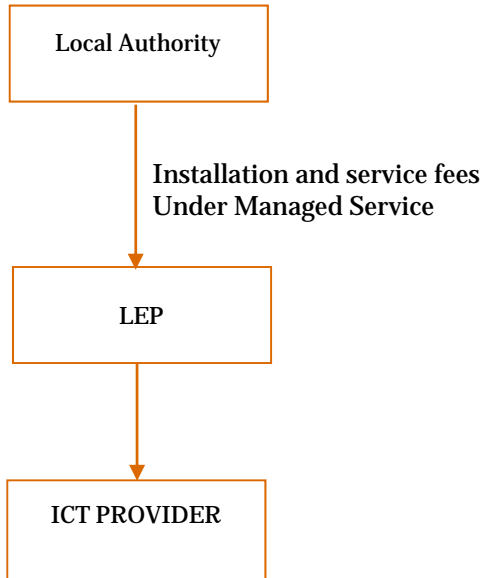 Local Authority
Installation and service fees
Under Managed Service
LEP
ICT PROVIDER